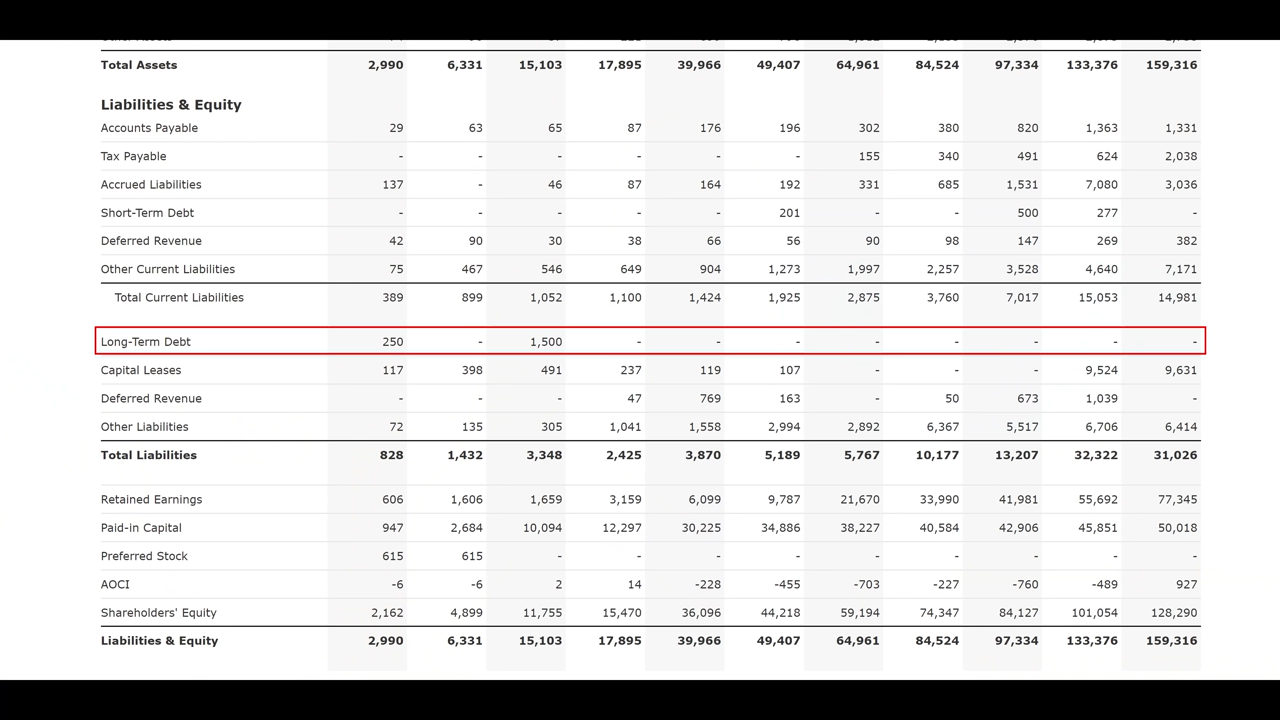 Total Assets 2,990 6,331 15,103 17,895 39,966 49,407 64,961 84,524 97,334 133,376 159,316
Liabilities & Equity
Accounts Payable 29 63 65 87 176 196 302 380 820 1,363 1,331
Tax Payable - - - - - - 155 340 491 624 2,038
Accrued Liabilities 137 - 46 87 164 192 331 685 1,531 7,080 3,036
Short-Term Debt - - - - - 201 - - 500 277 -
Deferred Revenue 42 90 30 38 66 56 90 98 147 269 382
Other Current Liabilities 75 467 546 649 904 1,273 1,997 2,257 3,528 4,640 7,171
Total Current Liabilities 389 899 1,052 1,100 1,424 1,925 2,875 3,760 7,017 15,053 14,981
Long-Term Debt 250 - 1,500 - - - - - - - -
Capital Leases 117 398 491 237 119 107 - - - 9,524 9,631
Deferred Revenue - - - 47 769 163 - 50 673 1,039 -
Other Liabilities 72 135 305 1,041 1,558 2,994 2,892 6,367 5,517 6,706 6,414
Total Liabilities 828 1,432 3,348 2,425 3,870 5,189 5,767 10,177 13,207 32,322 31,026
Retained Earnings 606 1,606 1,659 3,159 6,099 9,787 21,670 33,990 41,981 55,692 77,345
Paid-in Capital 947 2,684 10,094 12,297 30,225 34,886 38,227 40,584 42,906 45,851 50,018
Preferred Stock 615 615 - - - - - - - - -
AOCI -6 -6 2 14 -228 -455 -703 -227 -760 -489 927
Shareholders' Equity 2,162 4,899 11,755 15,470 36,096 44,218 59,194 74,347 84,127 101,054 128,290
Liabilities & Equity 2,990 6,331 15,103 17,895 39,966 49,407 64,961 84,524 97,334 133,376 159,316